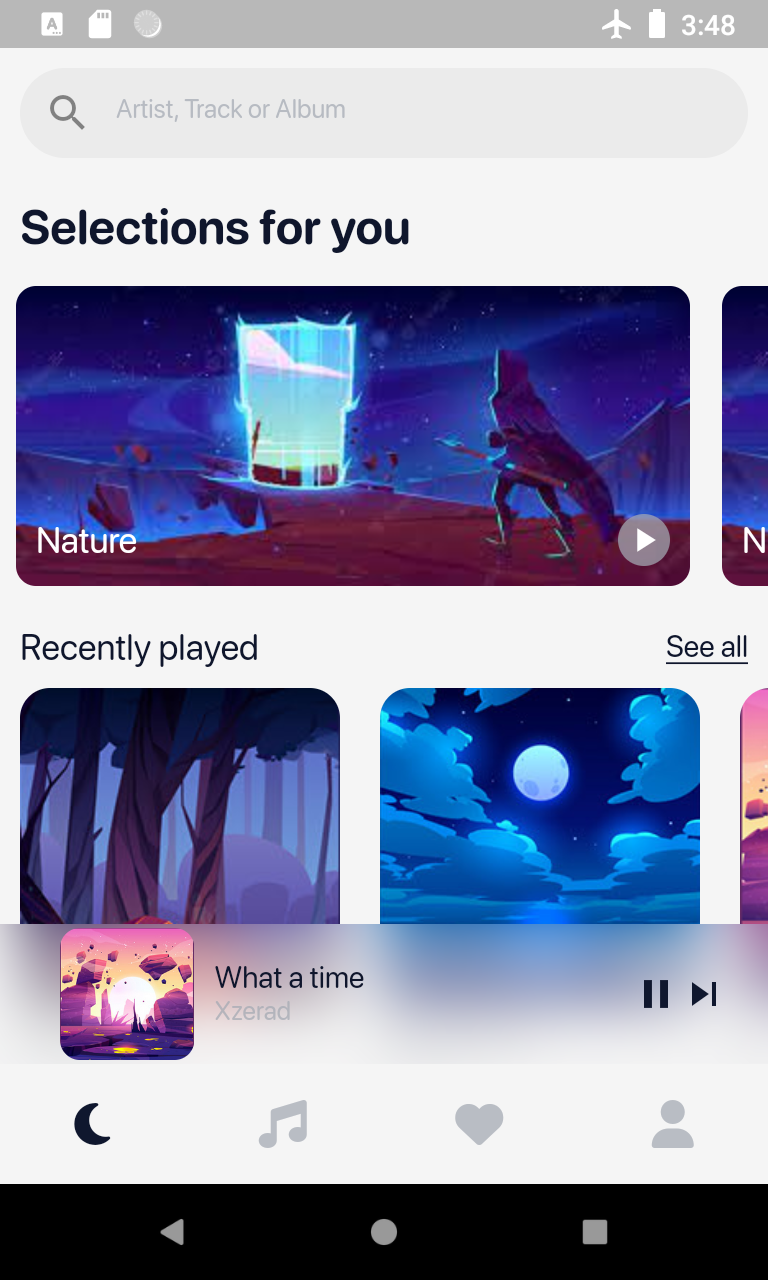 3:48
Artist, Track or Album
Selections for you
Nature
N
Recently played
See all
What a time
Xzerad